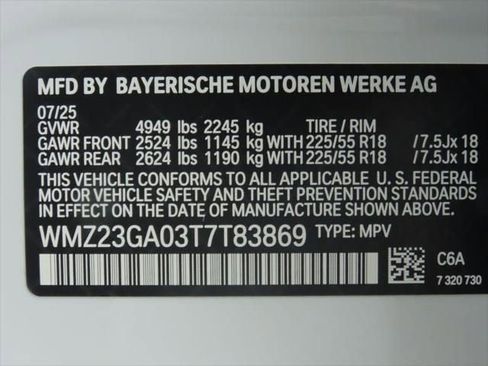 MFD BY BAYERISCHE MOTOREN WERKE AG
07/25
GVWR 4949 lbs 2245 kg TIRE / RIM
GAWR FRONT 2524 lbs 1145 kg WITH 225/55 R18 /7.5Jx 18
GAWR REAR 2624 lbs 1190 kg WITH 225/55 R18 /7.5Jx 18
THIS VEHICLE CONFORMS TO ALL APPLICABLE U. S. FEDERAL
MOTOR VEHICLE SAFETY AND THEFT PREVENTION STANDARDS
IN EFFECT ON THE DATE OF MANUFACTURE SHOWN ABOVE.
WMZ23GA03T7T83869 TYPE: MPV
C6A
7 320 730